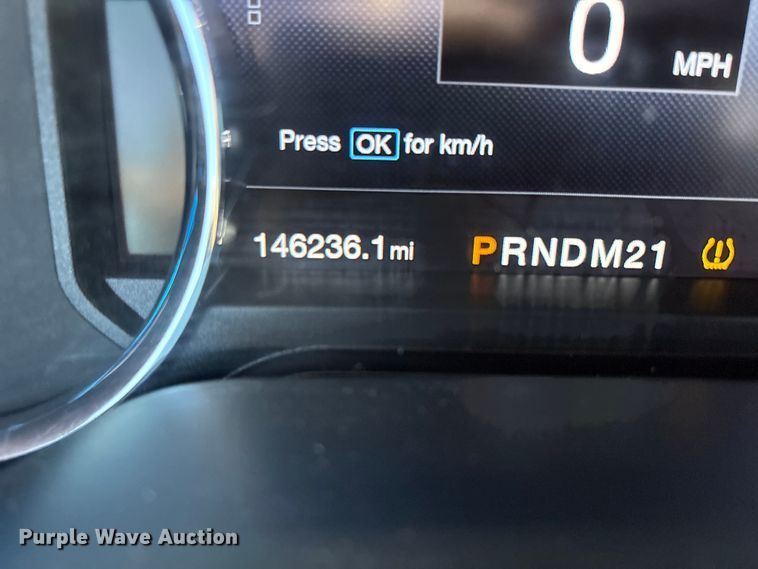 0
MPH
Press OK for km/h
146236.1 mi PRNDM21
Purple Wave Auction